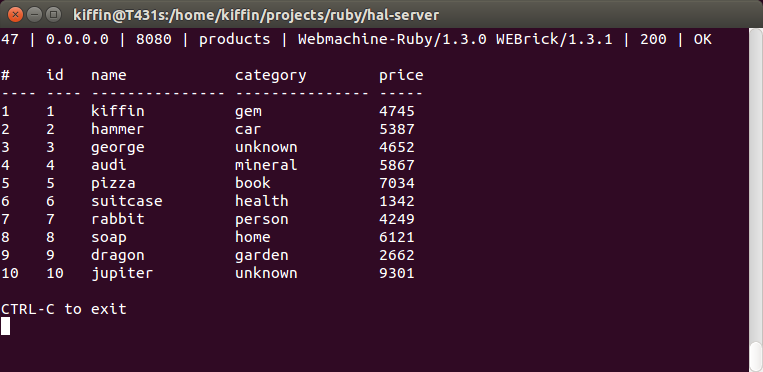 kiffin@T431s:/home/kiffin/projects/ruby/hal-server
47 | 0.0.0.0 | 8080 | products | Webmachine-Ruby/1.3.0 WEBrick/1.3.1 | 200 | OK
#    id   name            category        price
---- ---- --------------- --------------- -----
1    1    kiffin          gem             4745
2    2    hammer          car             5387
3    3    george          unknown         4652
4    4    audi            mineral         5867
5    5    pizza           book            7034
6    6    suitcase        health          1342
7    7    rabbit          person          4249
8    8    soap            home            6121
9    9    dragon          garden          2662
10   10   jupiter         unknown         9301
CTRL-C to exit